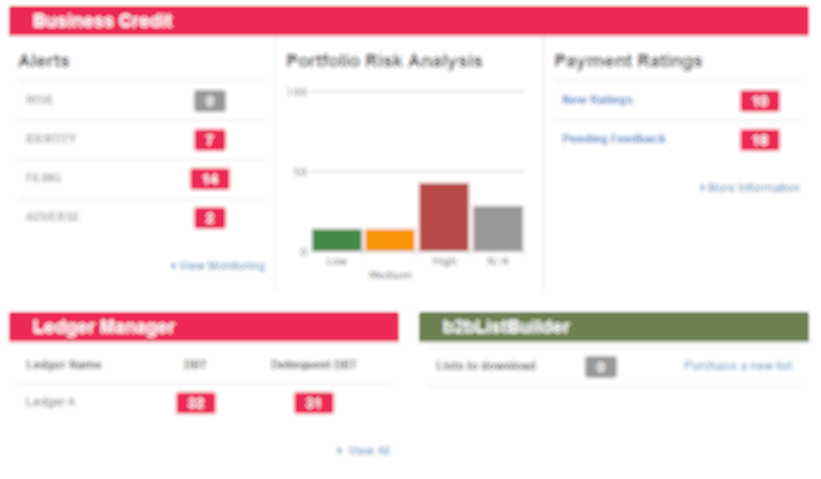 Business Credit
Alerts
RISK 0
IDENTITY 7
FILING 14
ADVERSE 2
View Monitoring
Portfolio Risk Analysis
100
50
0
Low
Medium
High
N/A
Payment Ratings
New Ratings 10
Pending Feedback 18
More Information
Ledger Manager
Ledger Name DBT Delinquent DBT
Ledger A 32 31
View All
b2bListBuilder
Lists to download 0 Purchase a new list